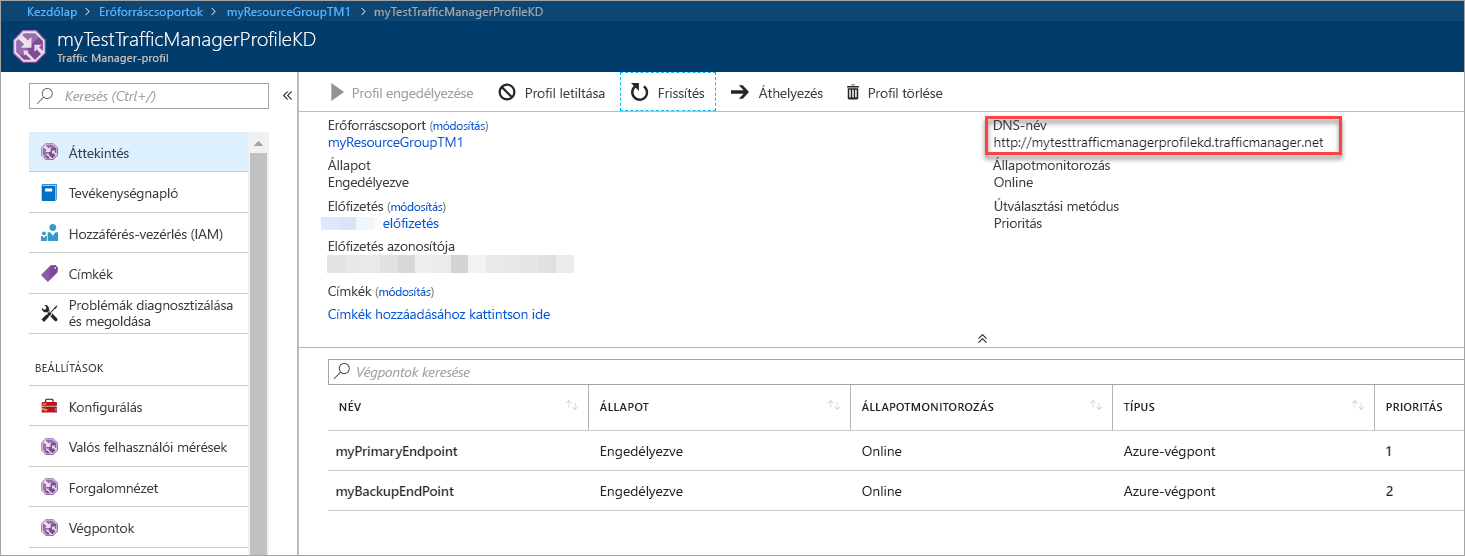 Kezdőlap > Erőforráscsoportok > myResourceGroupTM1 > myTestTrafficManagerProfileKD
myTestTrafficManagerProfileKD
Traffic Manager-profil
Keresés (Ctrl+/)
Áttekintés
Tevékenységnapló
Hozzáférés-vezérlés (IAM)
Címkék
Problémák diagnosztizálása
és megoldása
BEÁLLÍTÁSOK
Konfigurálás
Valós felhasználói mérések
Forgalomnézet
Végpontok
Profil engedélyezése Profil letiltása Frissítés Áthelyezés Profil törlése
Erőforráscsoport (módosítás)
myResourceGroupTM1
Állapot
Engedélyezve
Előfizetés (módosítás)
előfizetés
Előfizetés azonosítója
Címkék (módosítás)
Címkék hozzáadásához kattintson ide
DNS-név
http://mytesttrafficmanagerprofilekd.trafficmanager.net
Állapotmonitorozás
Online
Útválasztási metódus
Prioritás
Végpontok keresése
NÉV ÁLLAPOT ÁLLAPOTMONITOROZÁS TÍPUS PRIORITÁS
myPrimaryEndpoint Engedélyezve Online Azure-végpont 1
myBackupEndPoint Engedélyezve Online Azure-végpont 2